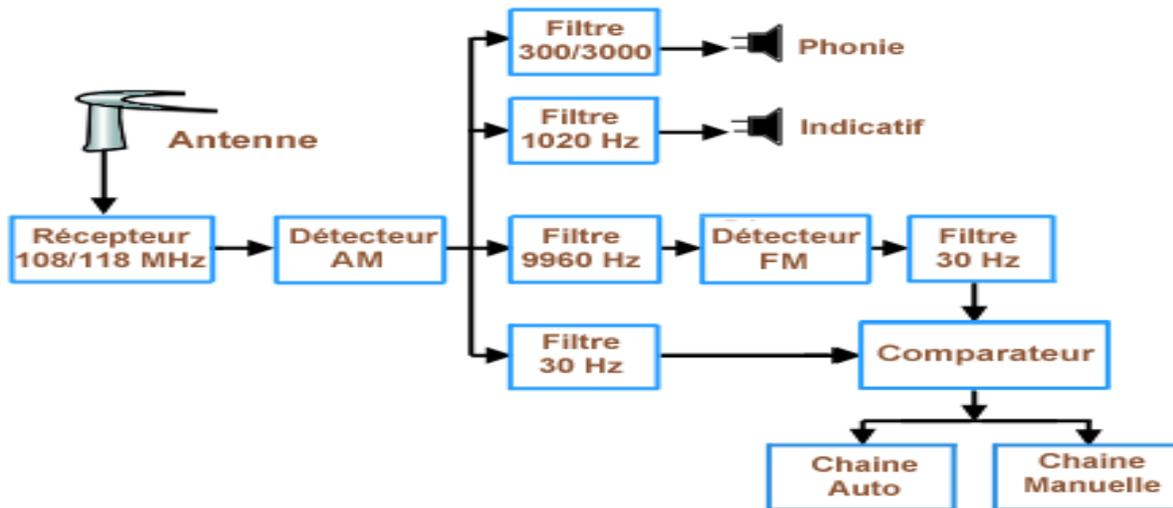 Filtre
300/3000
Phonie
Antenne
Filtre
1020 Hz
Indicatif
Récepteur
108/118 MHz
Détecteur
AM
Filtre
9960 Hz
Détecteur
FM
Filtre
30 Hz
Filtre
30 Hz
Comparateur
Chaine
Auto
Chaine
Manuelle